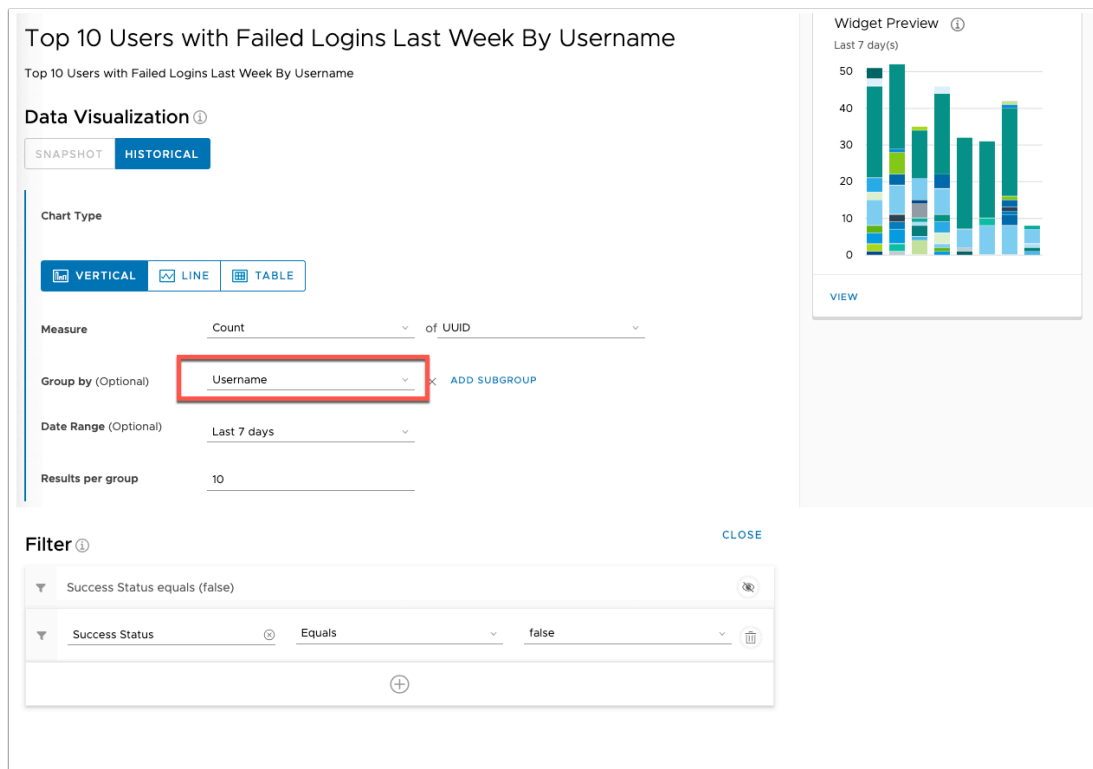 Top 10 Users with Failed Logins Last Week By Username
Top 10 Users with Failed Logins Last Week By Username
Data Visualization
SNAPSHOT HISTORICAL
Chart Type
VERTICAL LINE TABLE
Measure Count of UUID
Group by (Optional) Username × ADD SUBGROUP
Date Range (Optional) Last 7 days
Results per group 10
Widget Preview
Last 7 day(s)
50
40
30
20
10
0
VIEW
Filter CLOSE
Success Status equals (false)
Success Status Equals false